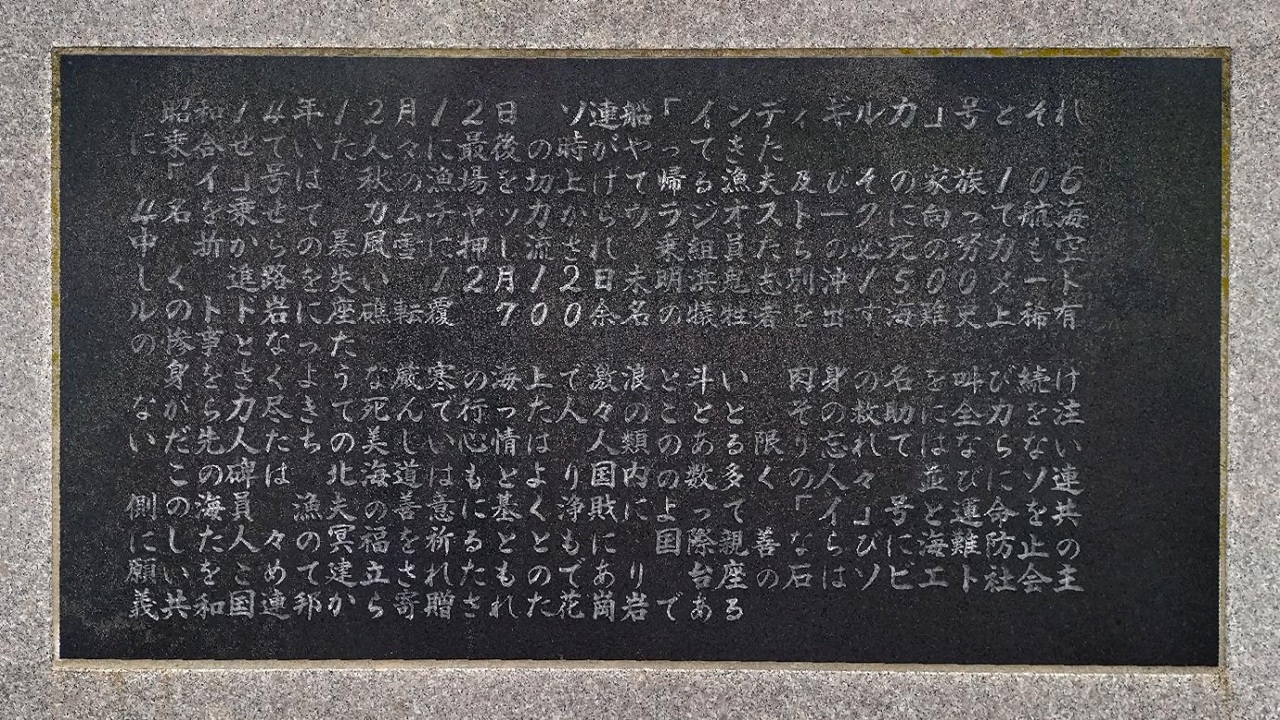 昭和14年12月12日ソ連船「インディギルカ」号とそれ
に乗合せていた人々に最後の時がやってきた
「イ」号は 秋の漁場を切上げて帰る漁夫及びその家族106
4名を乗せてカムチヤッカからウラジオストークに向って航海
中 斬かの暴風雪に押し流され 乗組員たちの必死の努力も空
しく進路を失い 12月12日未明浜鬼志別沖1500メート
ルのトド岩に座礁 転覆 700余名の犠牲者を出す海難史上稀有
の惨事となった
身をさくような厳寒の海上で激浪と斗い 肉身の名を叫び続け
ながら力尽きて死んで行った人々のことと その救助に全力を注
いだ先人たちの美しい心情は 人類のある限り忘れてはならない
この碑は 北海道はもとより国内の数多くの人々並びにソ連
側の海員 漁夫の善意に基く浄財によって 「イ」号と運命を共
にした人々の冥福を祈るとともに国際親善ならびに海難防止の
願いをこめて建立されたものであり 台座の石はソビエト社会主
義共和国連邦から寄贈された花崗岩である